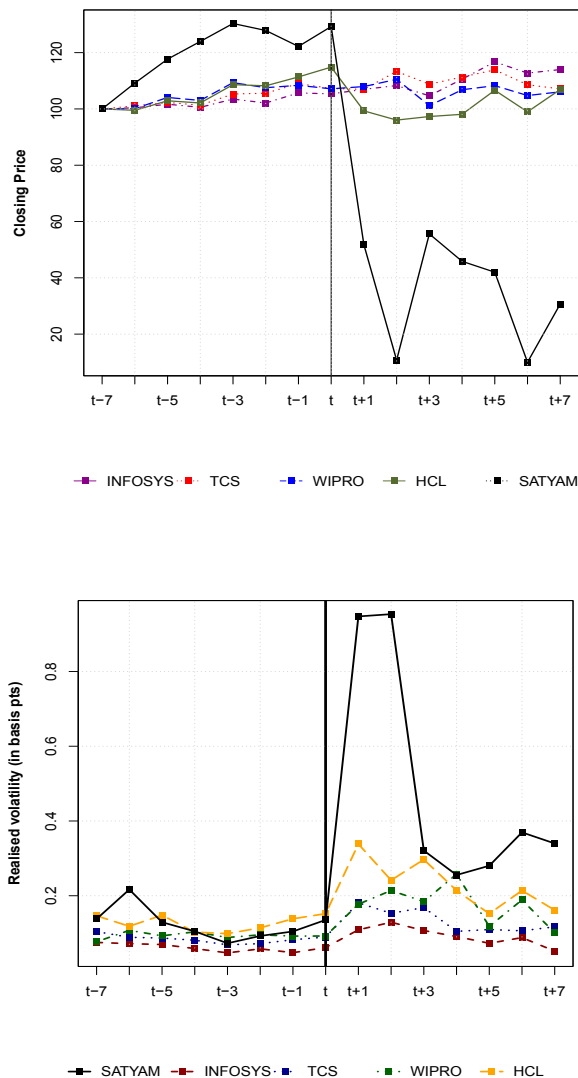 Closing Price
120
100
80
60
40
20
t−7 t−5 t−3 t−1 t t+1 t+3 t+5 t+7
INFOSYS TCS WIPRO HCL SATYAM
Realised volatility (in basis pts)
0.8
0.6
0.4
0.2
t−7 t−5 t−3 t−1 t t+1 t+3 t+5 t+7
SATYAM INFOSYS TCS WIPRO HCL